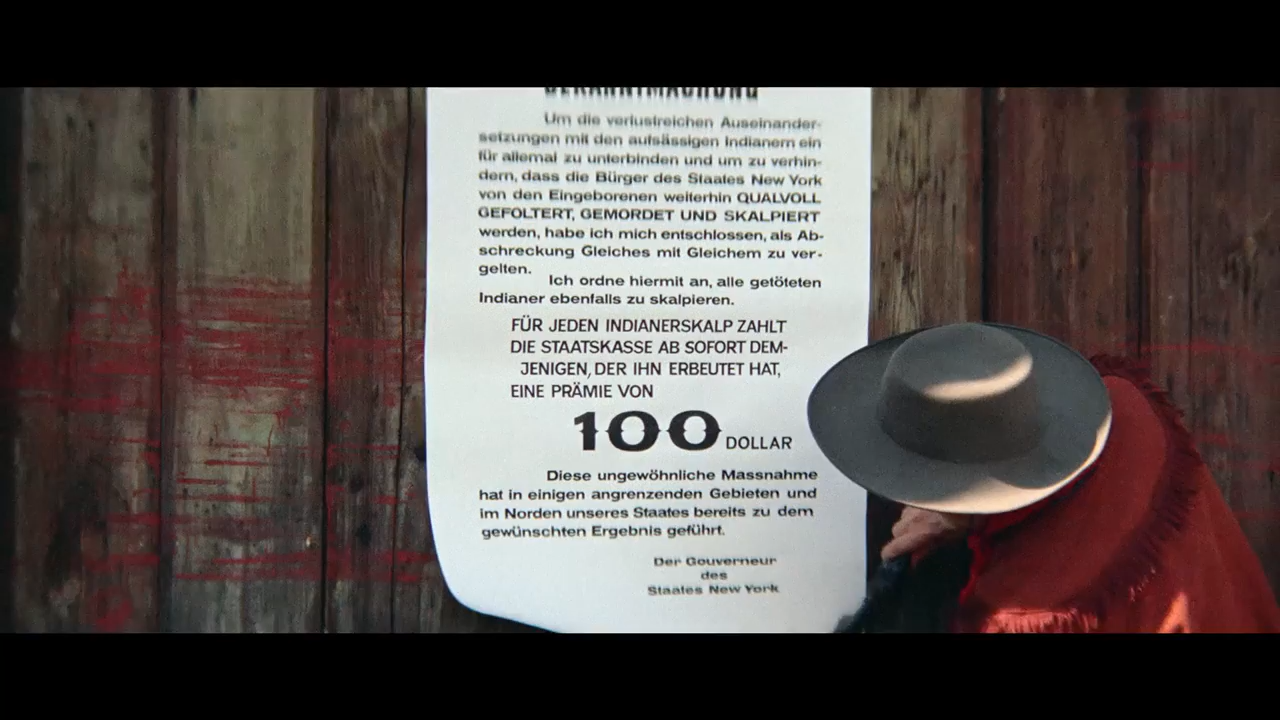 BEKANNTMACHUNG
Um die verlustreichen Auseinander-
setzungen mit den aufsässigen Indianern ein
für allemal zu unterbinden und um zu verhin-
dern, dass die Bürger des Staates New York
von den Eingeborenen weiterhin QUALVOLL
GEFOLTERT, GEMORDET UND SKALPIERT
werden, habe ich mich entschlossen, als Ab-
schreckung Gleiches mit Gleichem zu ver-
gelten.
Ich ordne hiermit an, alle getöteten
Indianer ebenfalls zu skalpieren.
FÜR JEDEN INDIANERSKALP ZAHLT
DIE STAATSKASSE AB SOFORT DEM-
JENIGEN, DER IHN ERBEUTET HAT,
EINE PRÄMIE VON
100 DOLLAR
Diese ungewöhnliche Massnahme
hat in einigen angrenzenden Gebieten und
im Norden unseres Staates bereits zu dem
gewünschten Ergebnis geführt.
Der Gouverneur
des
Staates New York